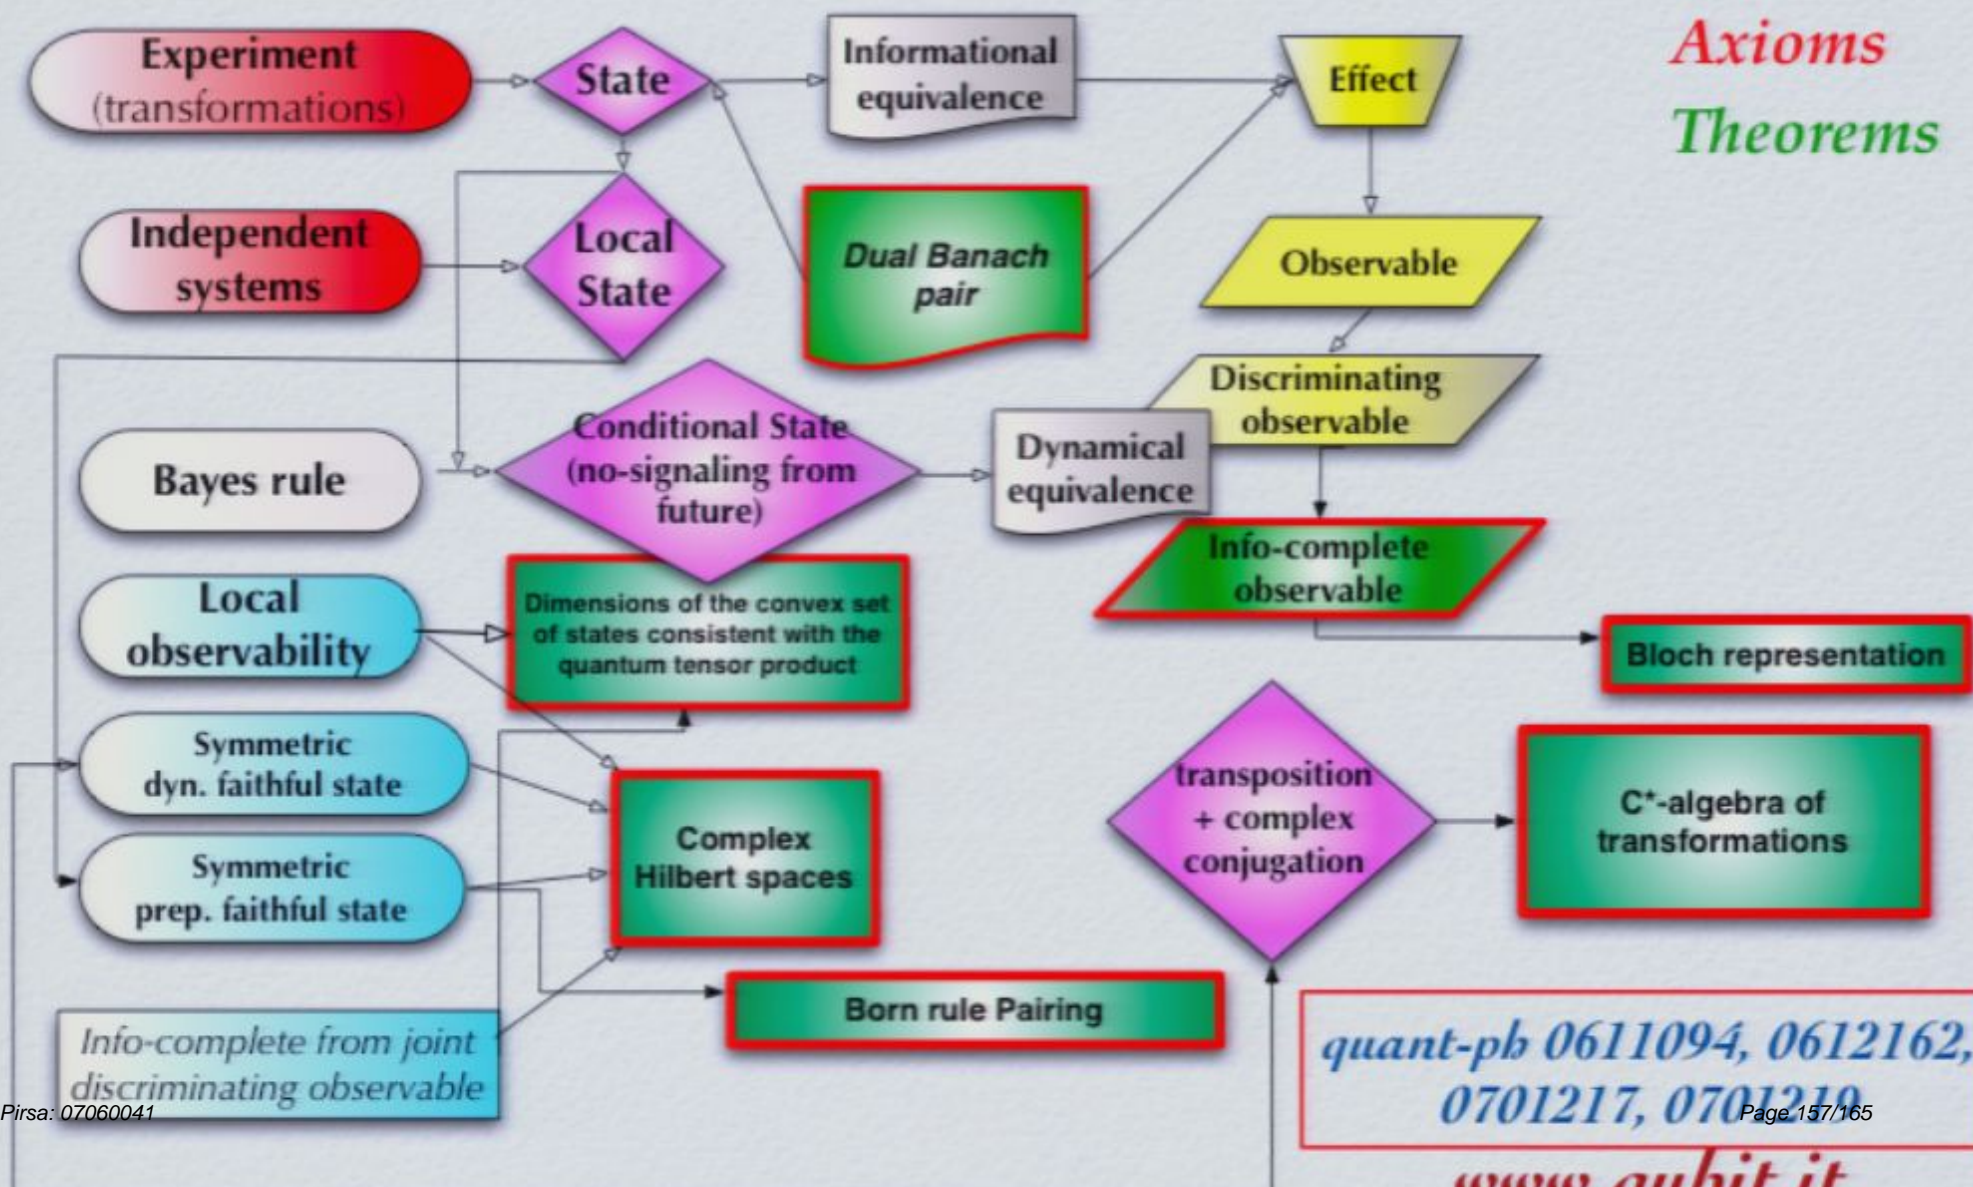 Experiment
(transformations)
State
Informational
equivalence
Effect
Axioms
Theorems
Independent
systems
Local
State
Dual Banach
pair
Observable
Discriminating
observable
Bayes rule
Conditional State
(no-signaling from
future)
Dynamical
equivalence
Info-complete
observable
Local
observability
Dimensions of the convex set
of states consistent with the
quantum tensor product
Bloch representation
Symmetric
dyn. faithful state
transposition
+ complex
conjugation
C*-algebra of
transformations
Complex
Hilbert spaces
Symmetric
prep. faithful state
Born rule Pairing
Info-complete from joint
discriminating observable
quant-ph 0611094, 0612162,
0701217, 0701219
www.qubit.it
Pirsa: 07060041
Page 157/165